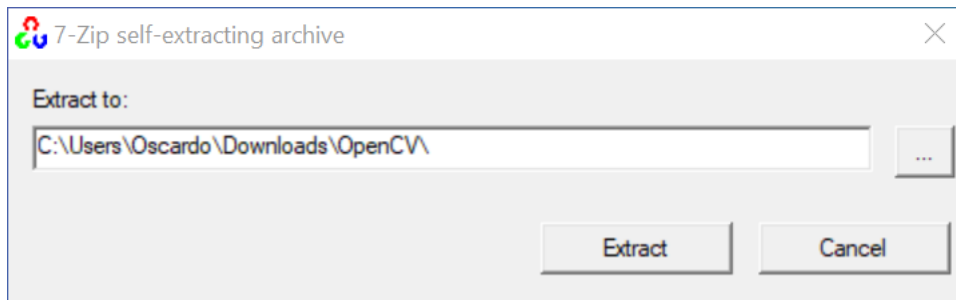 7-Zip self-extracting archive
Extract to:
C:\Users\Oscardo\Downloads\OpenCV\
...
Extract
Cancel